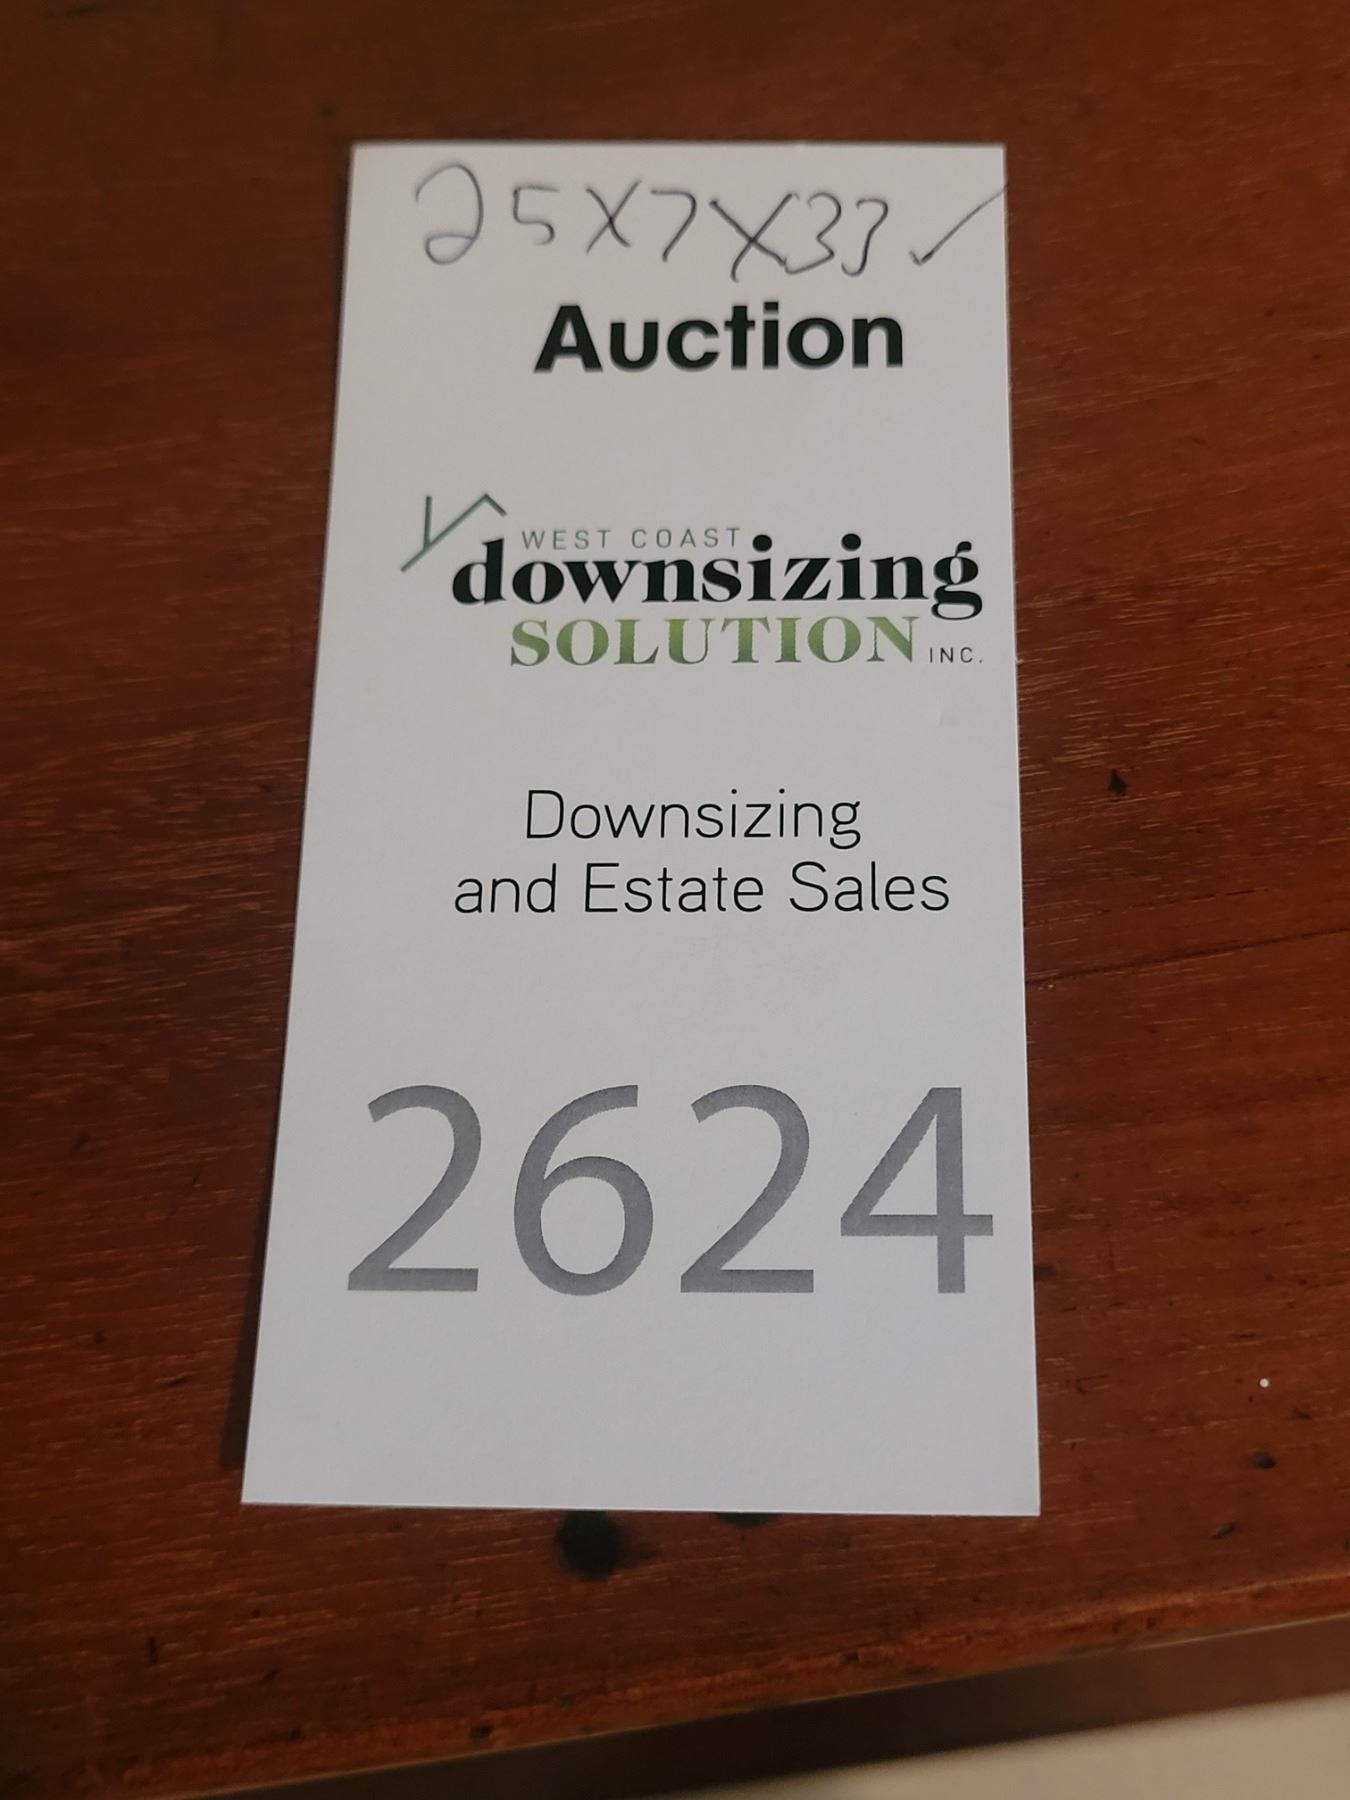 25X7X33✓
Auction
WEST COAST
downsizing
SOLUTION INC.
Downsizing
and Estate Sales
2624